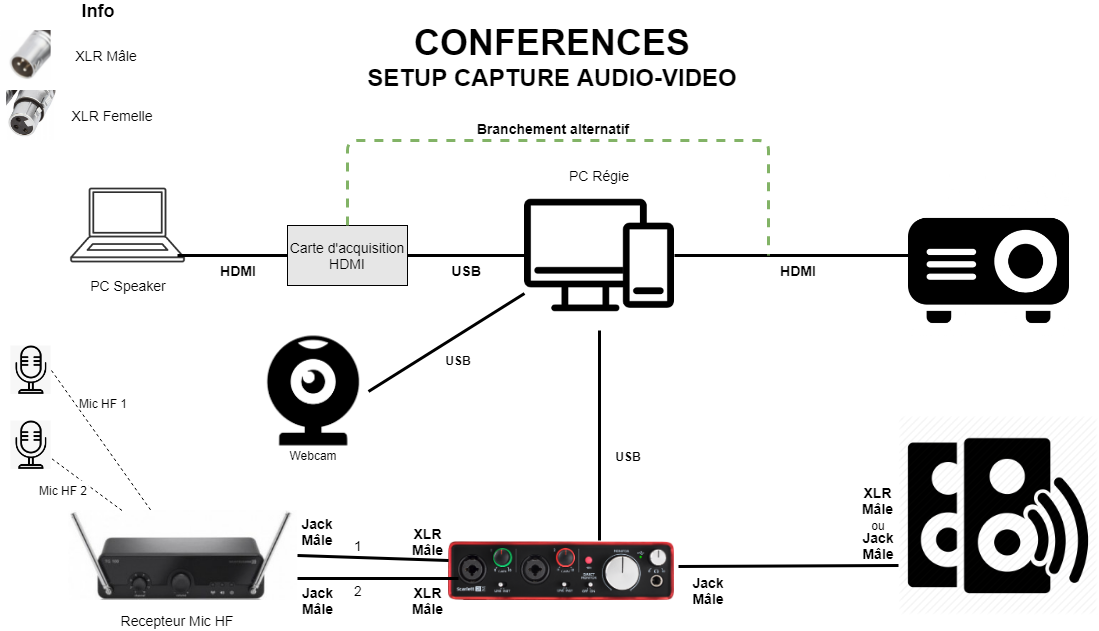 Info
XLR Mâle
XLR Femelle
CONFERENCES
SETUP CAPTURE AUDIO-VIDEO
Branchement alternatif
PC Régie
Carte d'acquisition
HDMI
HDMI
USB
HDMI
PC Speaker
USB
Mic HF 1
Webcam
USB
Mic HF 2
XLR
Mâle
ou
Jack
Mâle
Jack
Mâle
1
XLR
Mâle
Jack
Mâle
2
XLR
Mâle
Scarlett
Jack
Mâle
Recepteur Mic HF